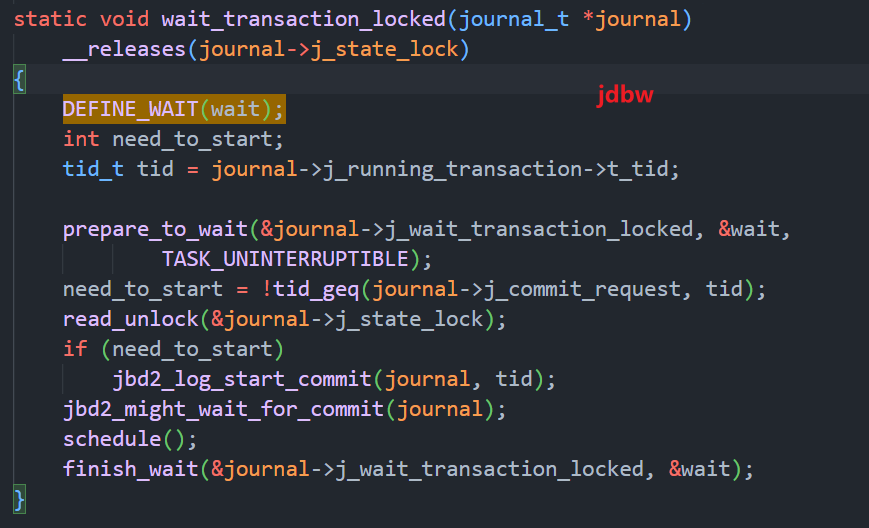 static void wait_transaction_locked(journal_t *journal)
    __releases(journal->j_state_lock)
{
jdbw
    DEFINE_WAIT(wait);
    int need_to_start;
    tid_t tid = journal->j_running_transaction->t_tid;

    prepare_to_wait(&journal->j_wait_transaction_locked, &wait,
            TASK_UNINTERRUPTIBLE);
    need_to_start = !tid_geq(journal->j_commit_request, tid);
    read_unlock(&journal->j_state_lock);
    if (need_to_start)
        jbd2_log_start_commit(journal, tid);
    jbd2_might_wait_for_commit(journal);
    schedule();
    finish_wait(&journal->j_wait_transaction_locked, &wait);
}